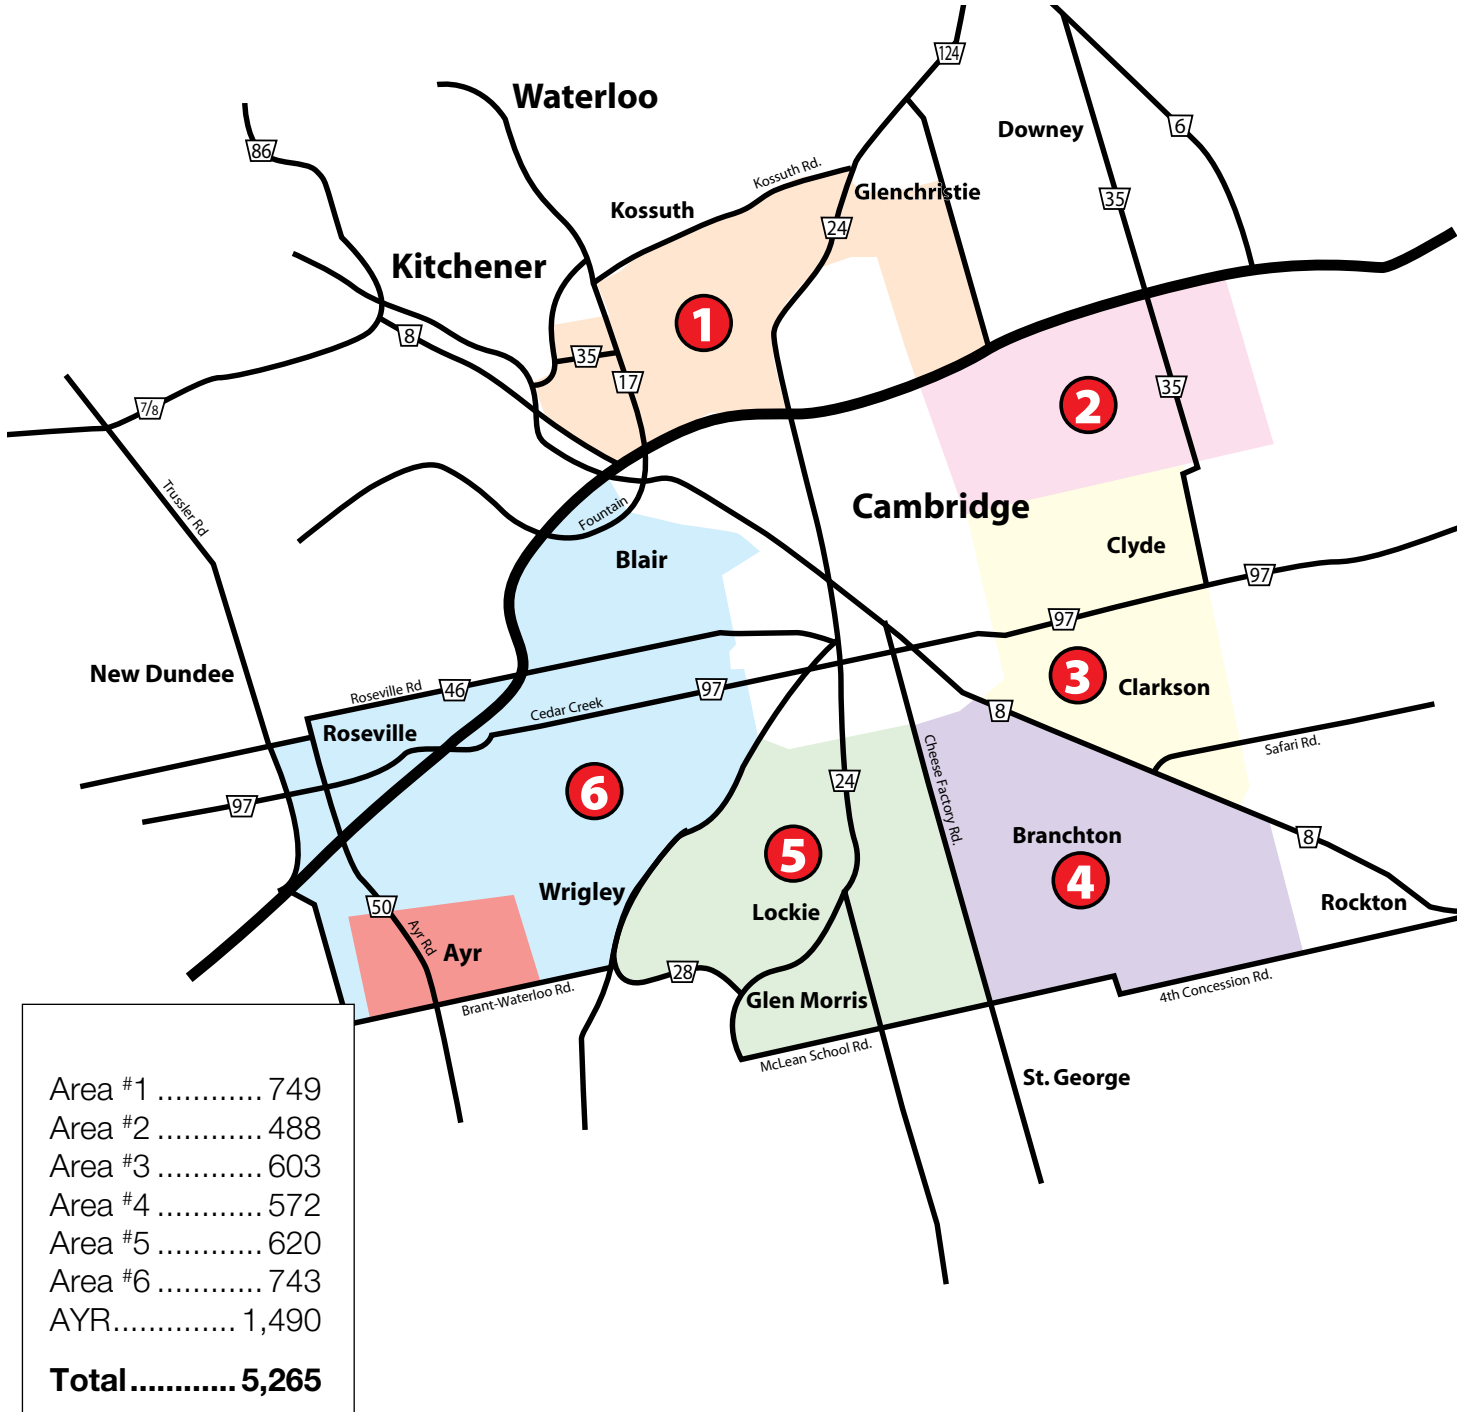 124
Waterloo
6
Downey
86
Kossuth Rd.
Glenchristie
35
Kossuth
24
Kitchener
1
8
35
17
35
2
7/8
Trussler Rd
Cambridge
Fountain
Clyde
Blair
97
97
New Dundee
3
Clarkson
Roseville Rd
46
97
Cedar Creek
8
Roseville
Safari Rd.
Cheese Factory Rd.
24
6
97
Branchton
8
5
4
Wrigley
50
Lockie
Rockton
Ayr Rd
Ayr
28
Brant-Waterloo Rd.
Glen Morris
4th Concession Rd.
McLean School Rd.
St. George
Area #1 ............ 749
Area #2 ............ 488
Area #3 ............ 603
Area #4 ............ 572
Area #5 ............ 620
Area #6 ............ 743
AYR.............. 1,490
Total............ 5,265